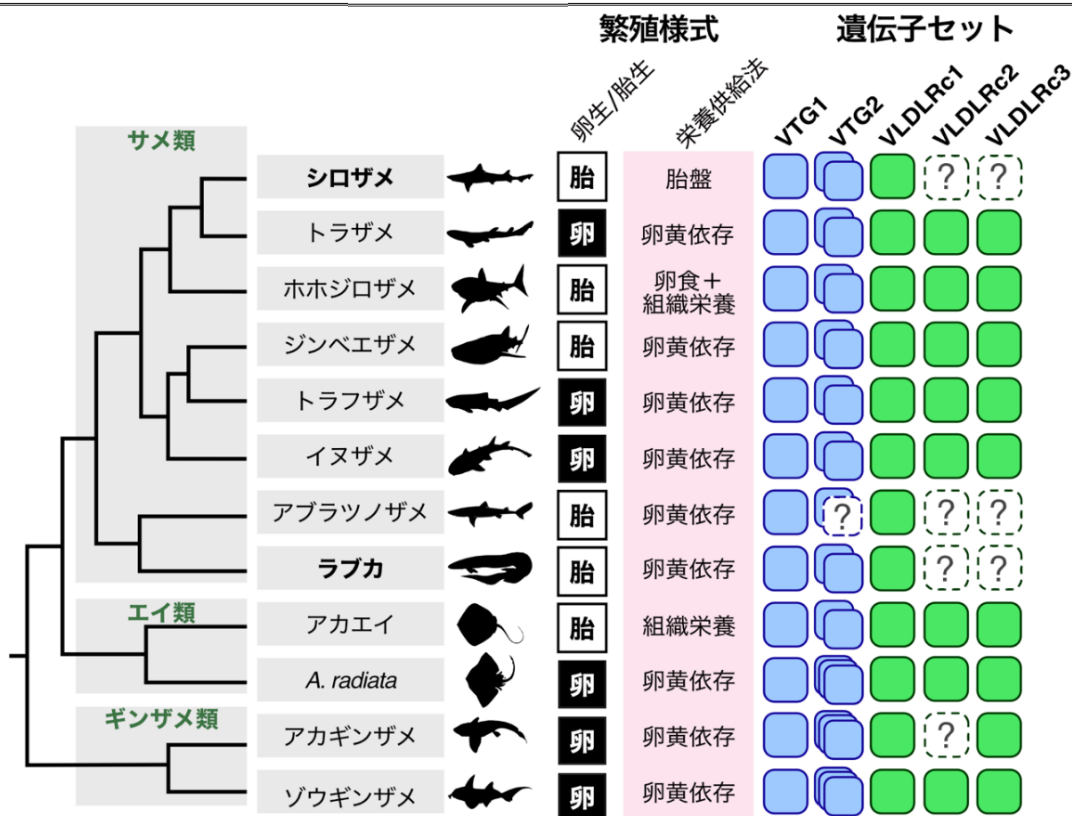 繁殖様式 遺伝子セット
卵生/胎生 栄養供給法 VTG1 VTG2 VLDLRc1 VLDLRc2 VLDLRc3
サメ類
シロザメ 胎 胎盤 ? ?
トラザメ 卵 卵黄依存
ホホジロザメ 胎 卵食＋
組織栄養
ジンベエザメ 胎 卵黄依存
トラフザメ 卵 卵黄依存
イヌザメ 卵 卵黄依存
アブラツノザメ 胎 卵黄依存 ? ? ?
ラブカ 胎 卵黄依存 ? ?
エイ類
アカエイ 胎 組織栄養
A. radiata 卵 卵黄依存
ギンザメ類
アカギンザメ 卵 卵黄依存 ?
ゾウギンザメ 卵 卵黄依存